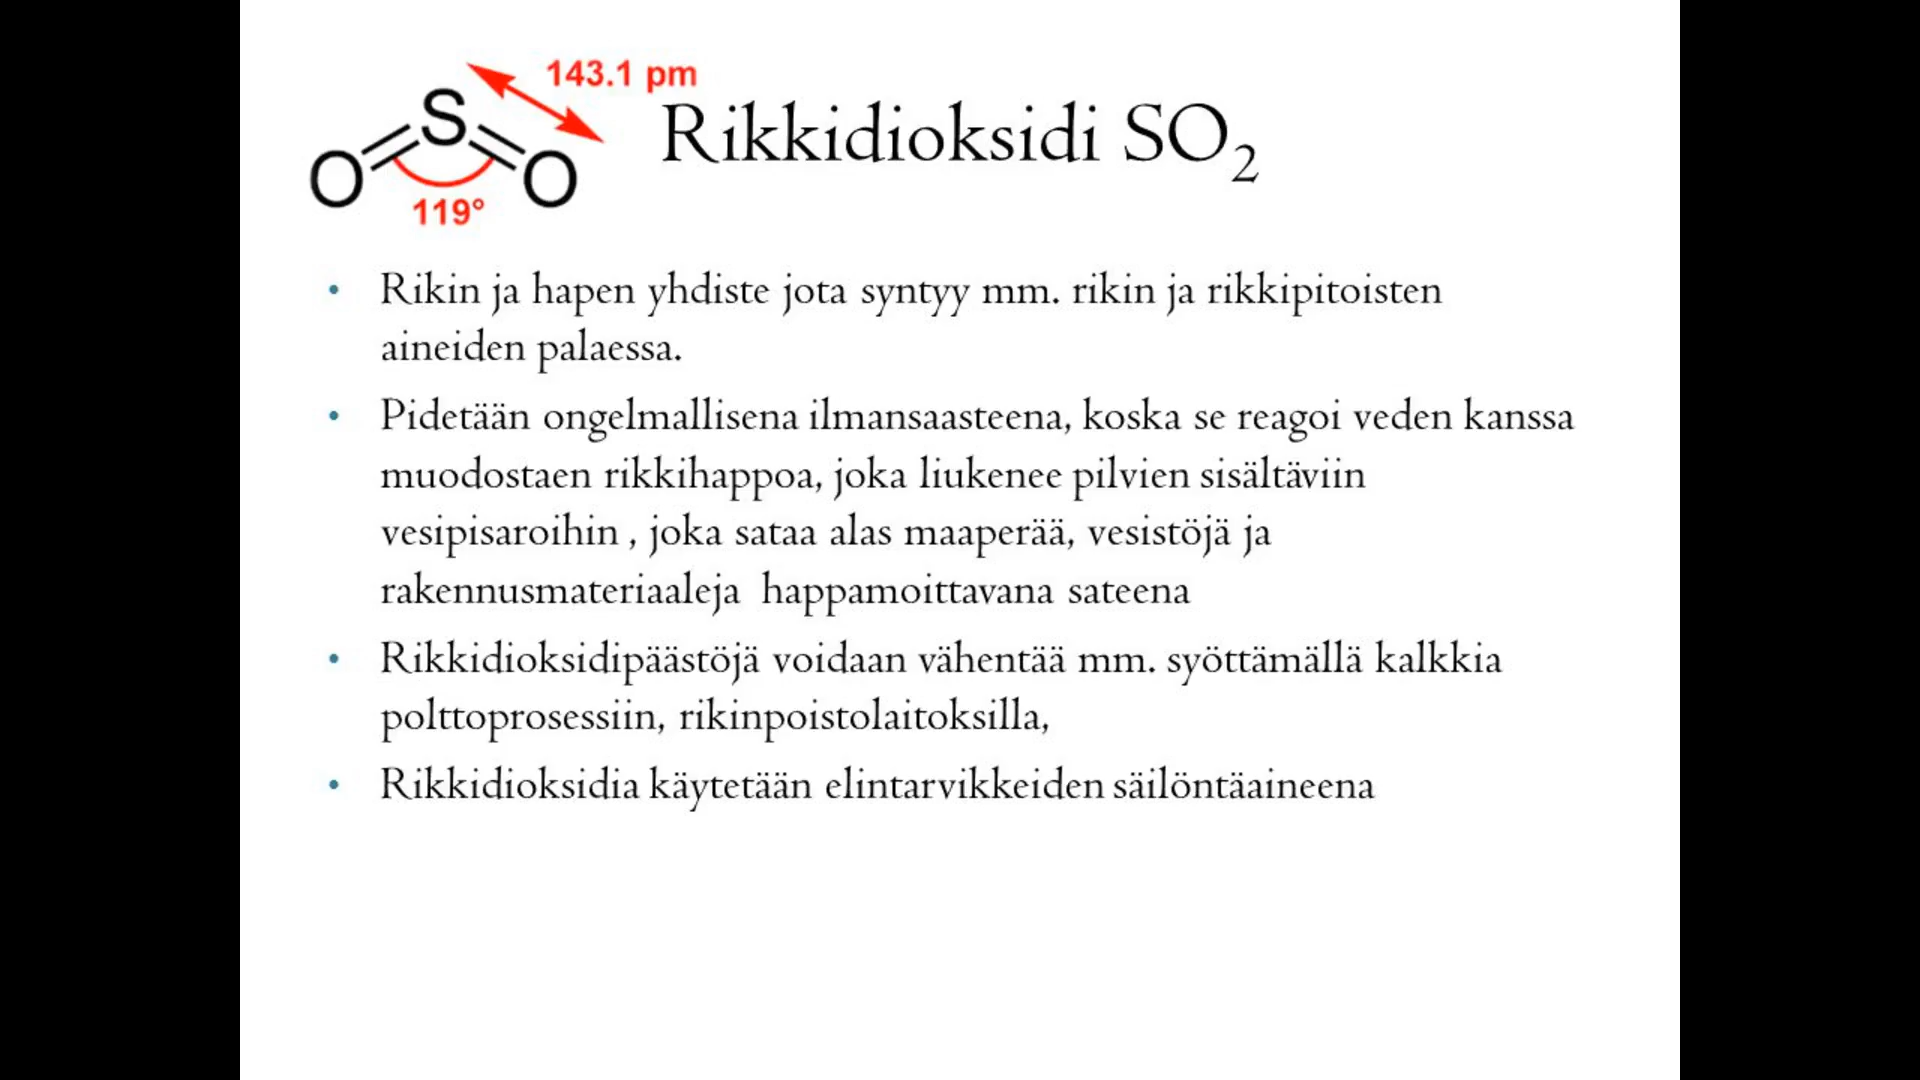 143.1 pm
S
O
O
119°
Rikkidioksidi SO₂
• Rikin ja hapen yhdiste jota syntyy mm. rikin ja rikkipitoisten
aineiden palaessa.
• Pidetään ongelmallisena ilmansaasteena, koska se reagoi veden kanssa
muodostaen rikkihappoa, joka liukenee pilvien sisältäviin
vesipisaroihin , joka sataa alas maaperää, vesistöjä ja
rakennusmateriaaleja happamoittavana sateena
• Rikkidioksidipäästöjä voidaan vähentää mm. syöttämällä kalkkia
polttoprosessiin, rikinpoistolaitoksilla,
• Rikkidioksidia käytetään elintarvikkeiden säilöntäaineena